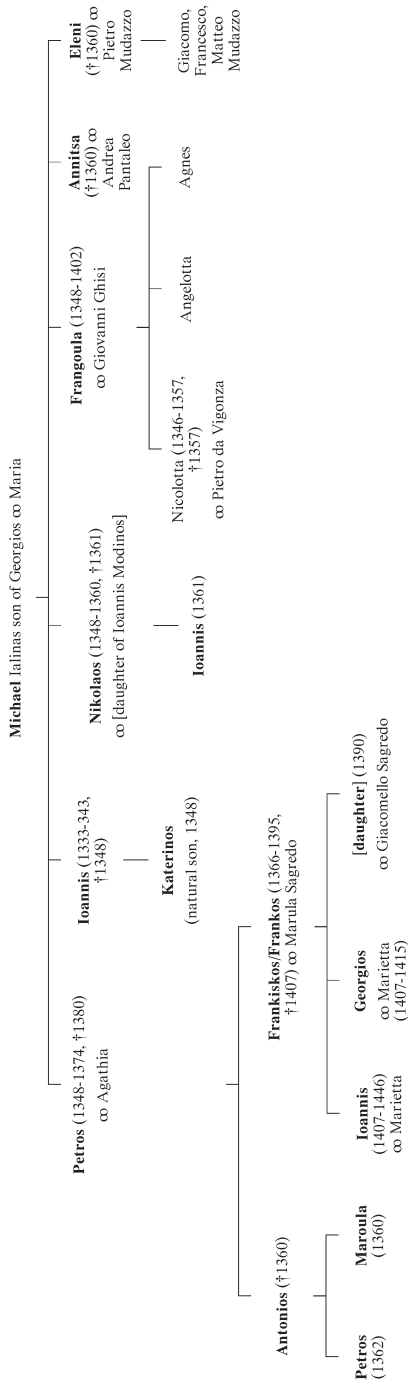 Michael Ialinas son of Georgios ꝏ Maria
Petros (1348-1374, †1380)
ꝏ Agathia
Ioannis (1333-343,
†1348)
Nikolaos (1348-1360, †1361)
ꝏ [daughter of Ioannis Modinos]
Frangoula (1348-1402)
ꝏ Giovanni Ghisi
Annitsa
(†1360) ꝏ
Andrea
Pantaleo
Eleni
(†1360) ꝏ
Pietro
Mudazzo
Katerinos
(natural son, 1348)
Ioannis (1361)
Nicolotta (1346-1357,
†1357)
ꝏ Pietro da Vigonza
Angelotta
Agnes
Giacomo,
Francesco,
Matteo
Mudazzo
Antonios (†1360)
Frankiskos/Frankos (1366-1395,
†1407) ꝏ Marula Sagredo
Petros
(1362)
Maroula
(1360)
Ioannis
(1407-1446)
ꝏ Marietta
Georgios
ꝏ Marietta
(1407-1415)
[daughter] (1390)
ꝏ Giacomello Sagredo